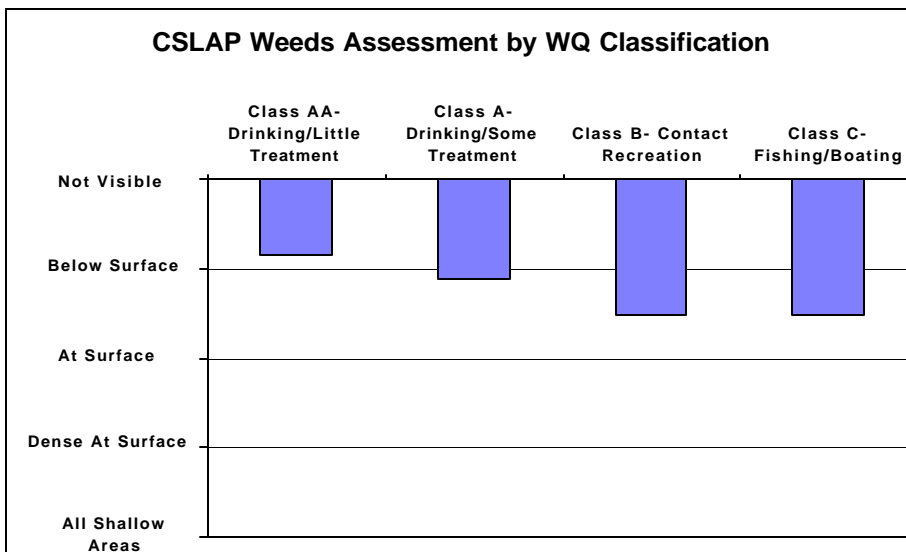 CSLAP Weeds Assessment by WQ Classification
Class AA-
Drinking/Little
Treatment
Class A-
Drinking/Some
Treatment
Class B- Contact
Recreation
Class C-
Fishing/Boating
Not Visible
Below Surface
At Surface
Dense At Surface
All Shallow
Areas